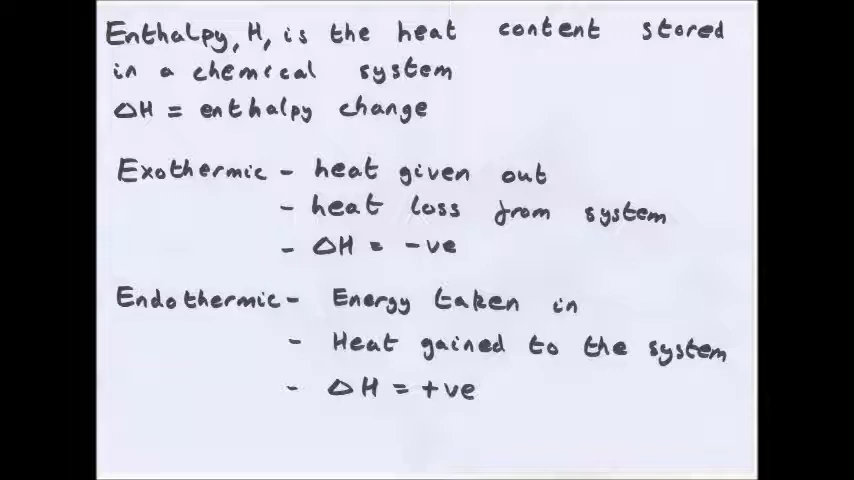 Enthalpy, H, is the heat content stored
in a chemical system
ΔH = enthalpy change
Exothermic - heat given out
- heat loss from system
- ΔH = -ve
Endothermic - Energy taken in
- Heat gained to the system
- ΔH = +ve